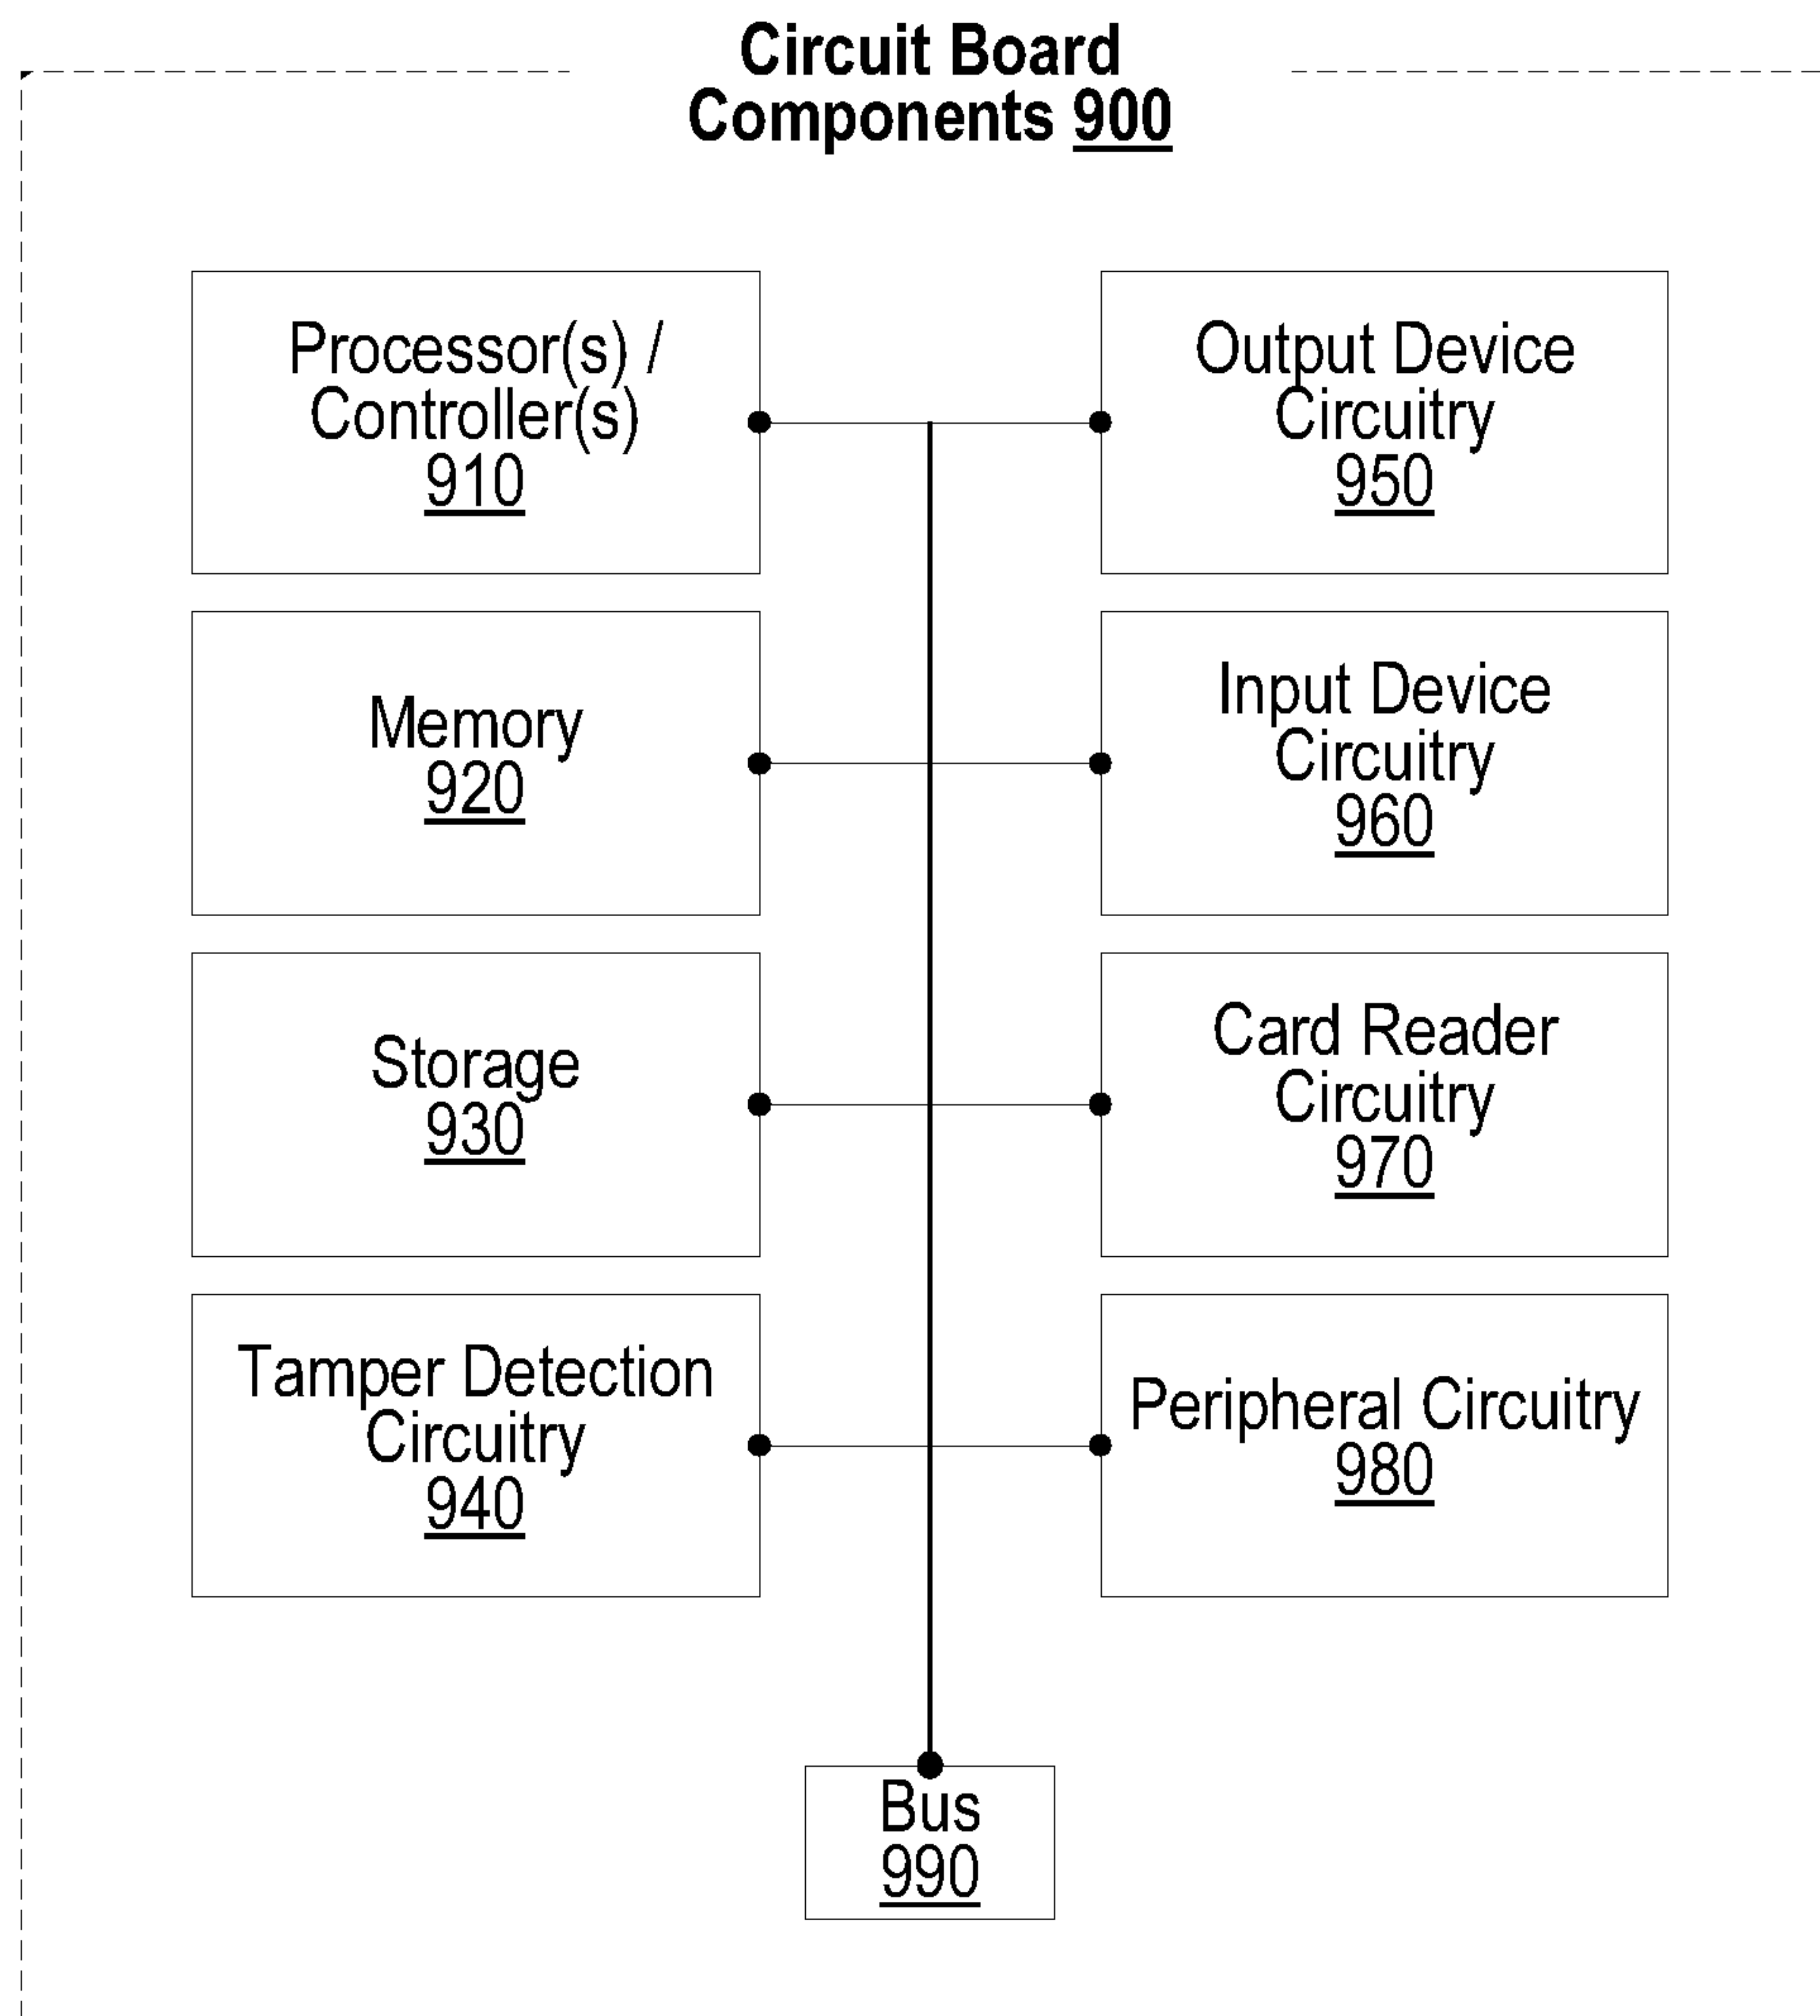 Circuit Board
Components 900
Processor(s) /
Controller(s)
910
Output Device
Circuitry
950
Memory
920
Input Device
Circuitry
960
Storage
930
Card Reader
Circuitry
970
Tamper Detection
Circuitry
940
Peripheral Circuitry
980
Bus
990